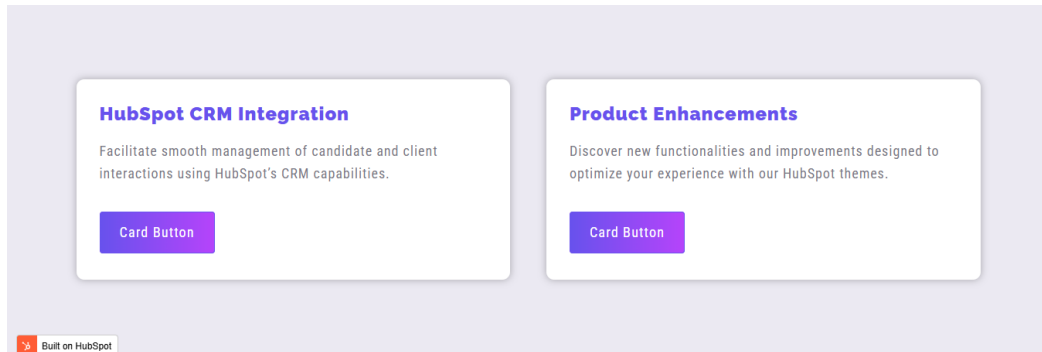 HubSpot CRM Integration
Facilitate smooth management of candidate and client
interactions using HubSpot’s CRM capabilities.
Card Button
Product Enhancements
Discover new functionalities and improvements designed to
optimize your experience with our HubSpot themes.
Card Button
Built on HubSpot